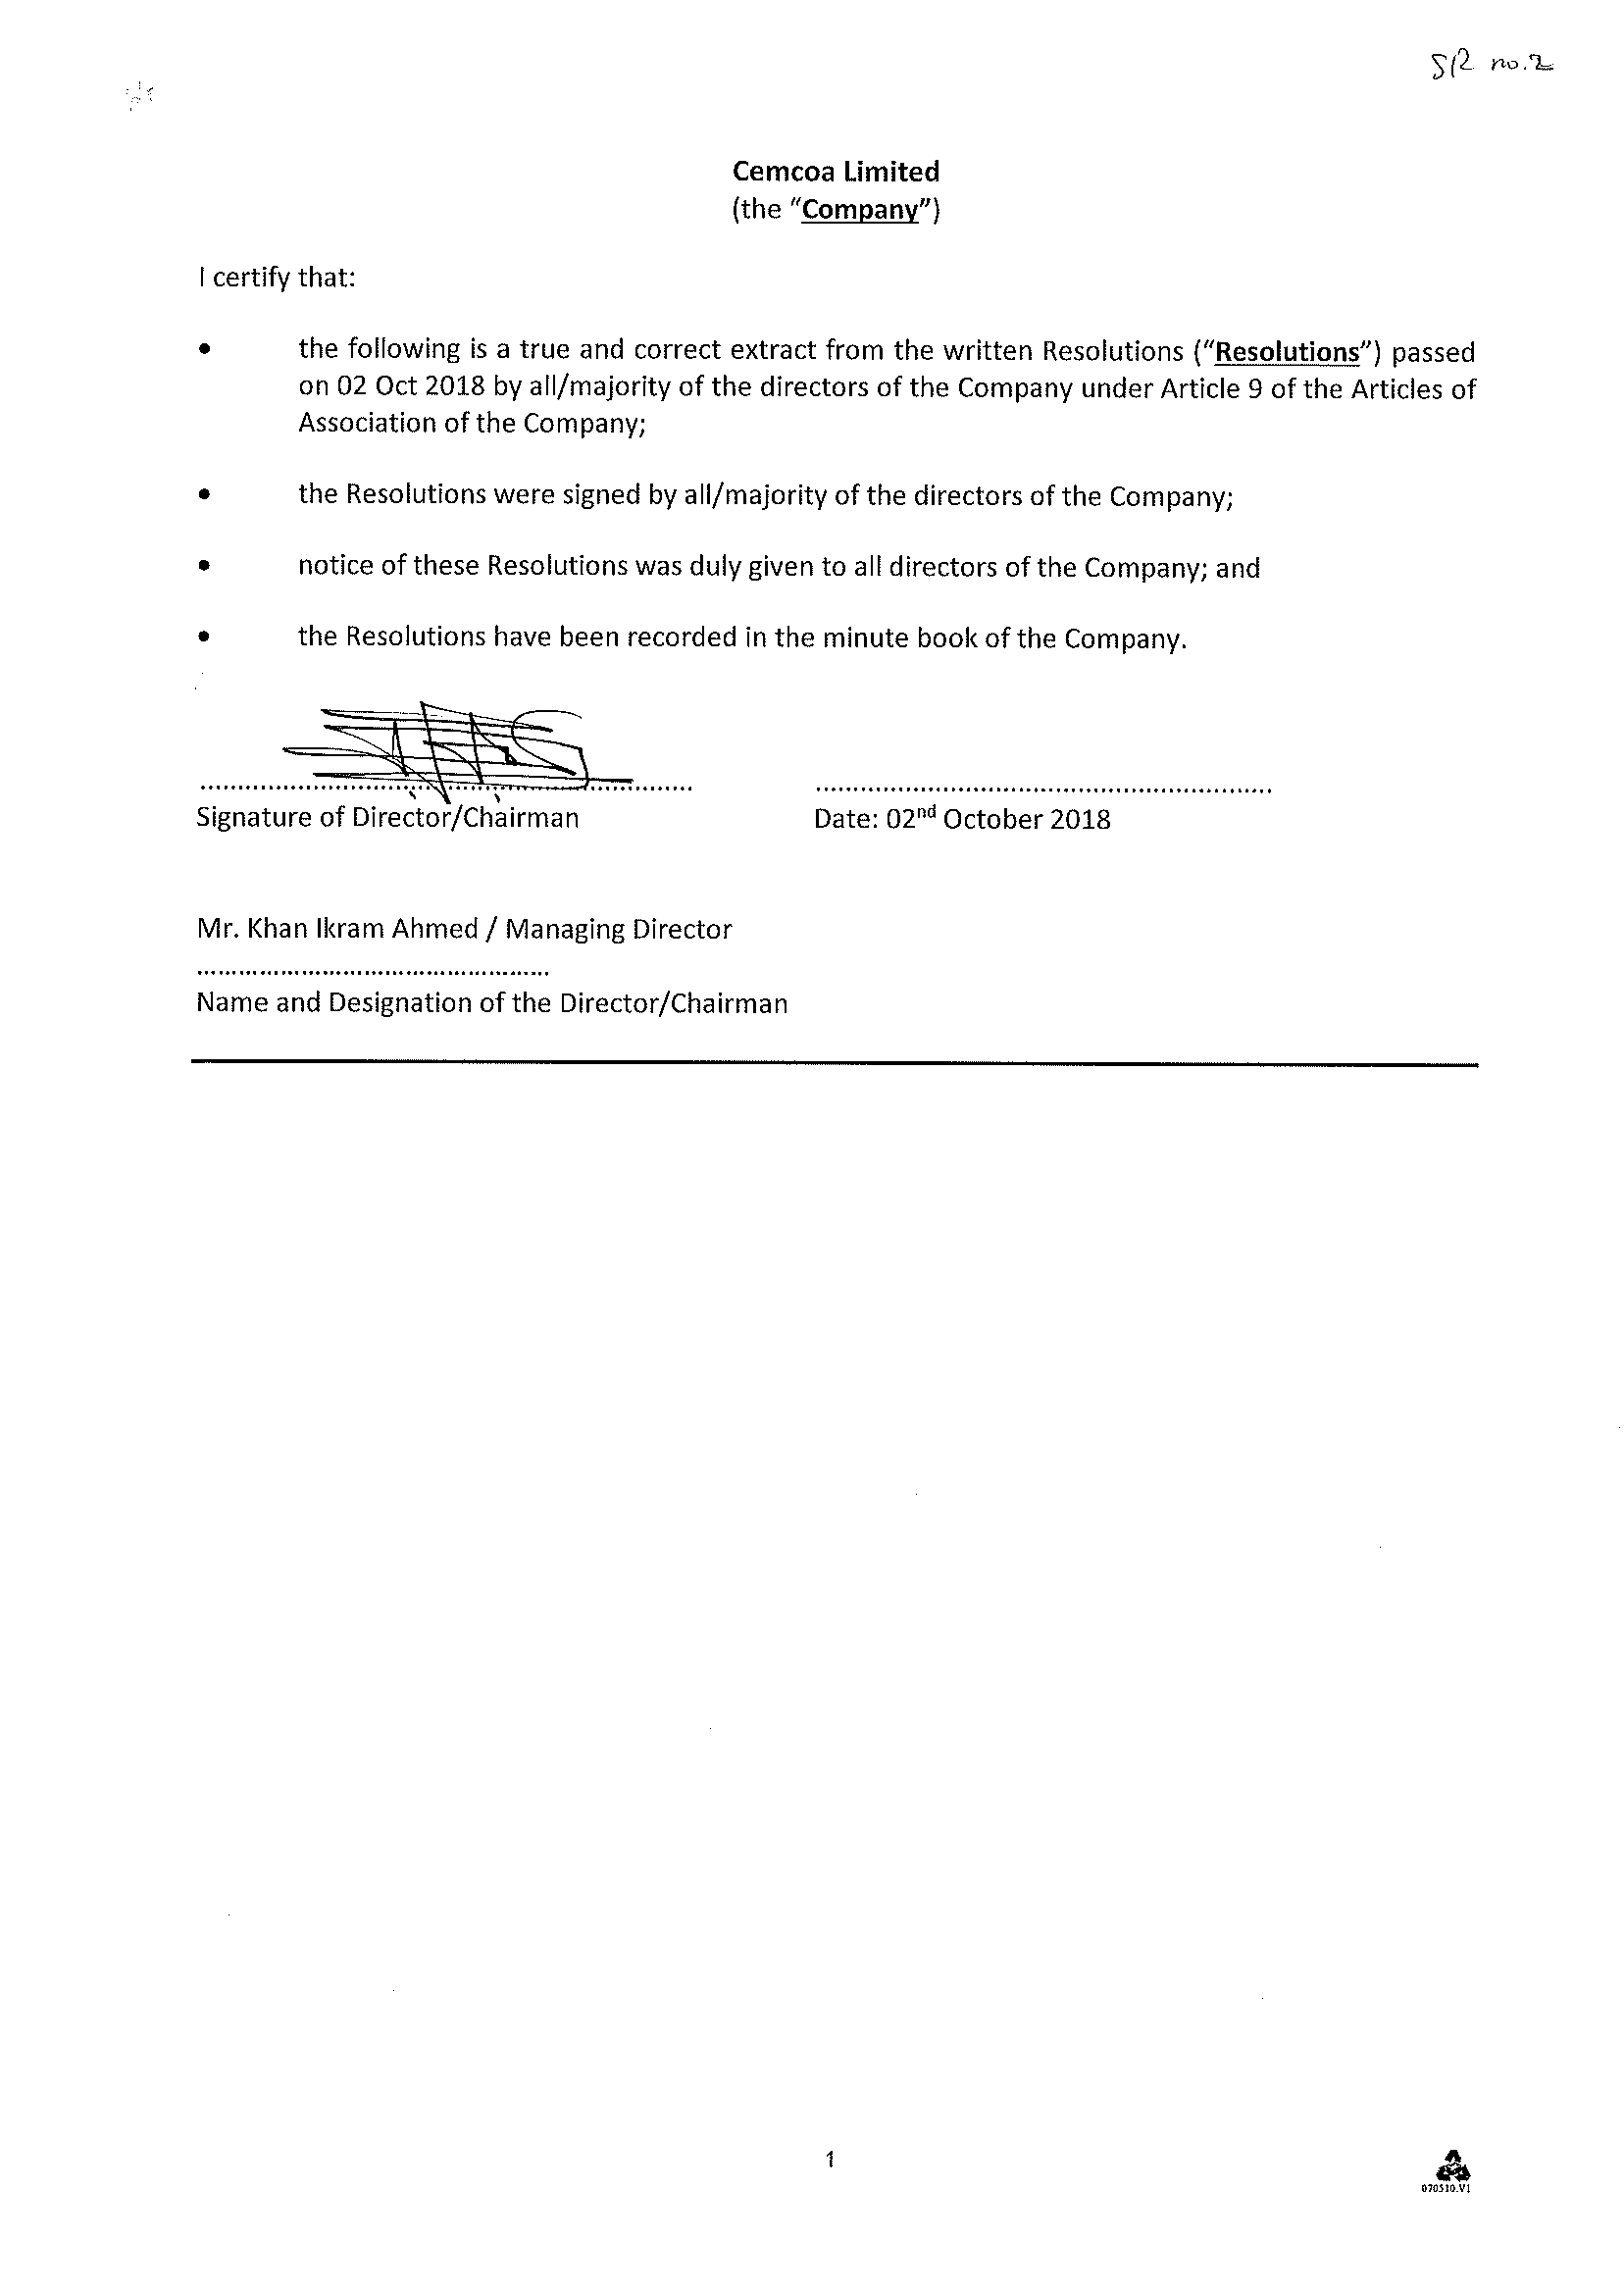 SR no.2
Cemcoa Limited
(the “Company”)
I certify that:
• the following is a true and correct extract from the written Resolutions (“Resolutions”) passed
on 02 Oct 2018 by all/majority of the directors of the Company under Article 9 of the Articles of
Association of the Company;
• the Resolutions were signed by all/majority of the directors of the Company;
• notice of these Resolutions was duly given to all directors of the Company; and
• the Resolutions have been recorded in the minute book of the Company.
Signature of Director/Chairman Date: 02nd October 2018
Mr. Khan Ikram Ahmed / Managing Director
Name and Designation of the Director/Chairman
1
070510.V1